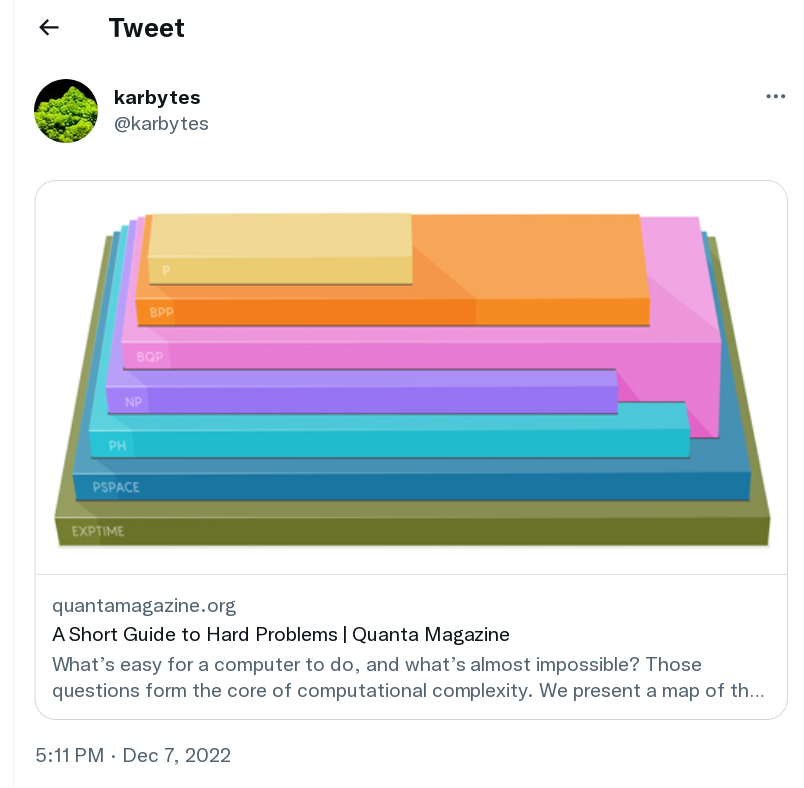 Tweet
karbytes
@karbytes
P
BPP
BQP
NP
PH
PSPACE
EXPTIME
quantamagazine.org
A Short Guide to Hard Problems | Quanta Magazine
What’s easy for a computer to do, and what’s almost impossible? Those
questions form the core of computational complexity. We present a map of th...
5:11 PM · Dec 7, 2022